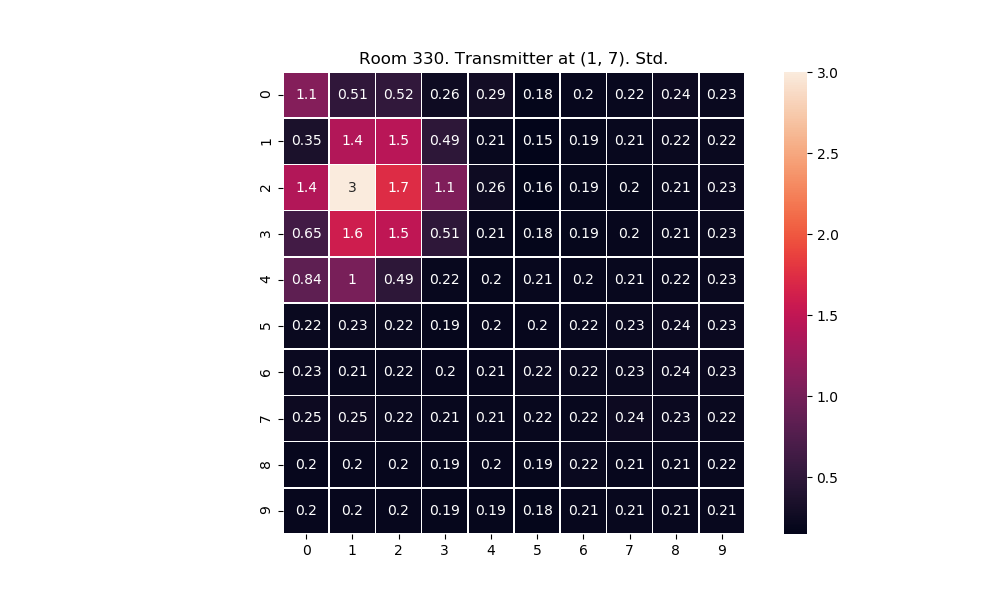 Room 330. Transmitter at (1, 7). Std.
0 1.1 0.51 0.52 0.26 0.29 0.18 0.2 0.22 0.24 0.23
1 0.35 1.4 1.5 0.49 0.21 0.15 0.19 0.21 0.22 0.22
2 1.4 3 1.7 1.1 0.26 0.16 0.19 0.2 0.21 0.23
3 0.65 1.6 1.5 0.51 0.21 0.18 0.19 0.2 0.21 0.23
4 0.84 1 0.49 0.22 0.2 0.21 0.2 0.21 0.22 0.23
5 0.22 0.23 0.22 0.19 0.2 0.2 0.22 0.23 0.24 0.23
6 0.23 0.21 0.22 0.2 0.21 0.22 0.22 0.23 0.24 0.23
7 0.25 0.25 0.22 0.21 0.21 0.22 0.22 0.24 0.23 0.22
8 0.2 0.2 0.2 0.19 0.2 0.19 0.22 0.21 0.21 0.22
9 0.2 0.2 0.2 0.19 0.19 0.18 0.21 0.21 0.21 0.21
0 1 2 3 4 5 6 7 8 9
3.0
2.5
2.0
1.5
1.0
0.5